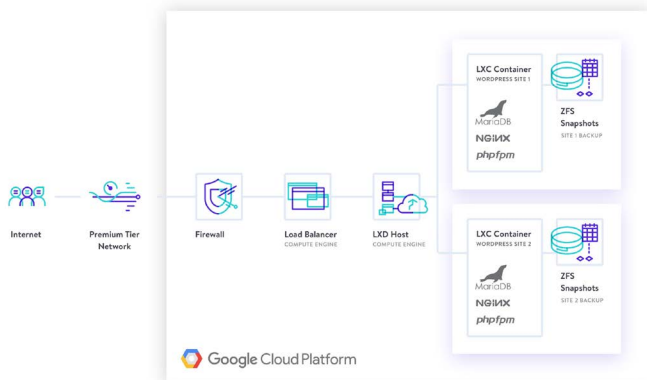 Internet
Premium Tier
Network
Firewall
Load Balancer
COMPUTE ENGINE
LXD Host
COMPUTE ENGINE
LXC Container
WORDPRESS SITE 1
MariaDB
NGINX
phpfpm
ZFS
Snapshots
SITE 1 BACKUP
LXC Container
WORDPRESS SITE 2
MariaDB
NGINX
phpfpm
ZFS
Snapshots
SITE 2 BACKUP
Google Cloud Platform